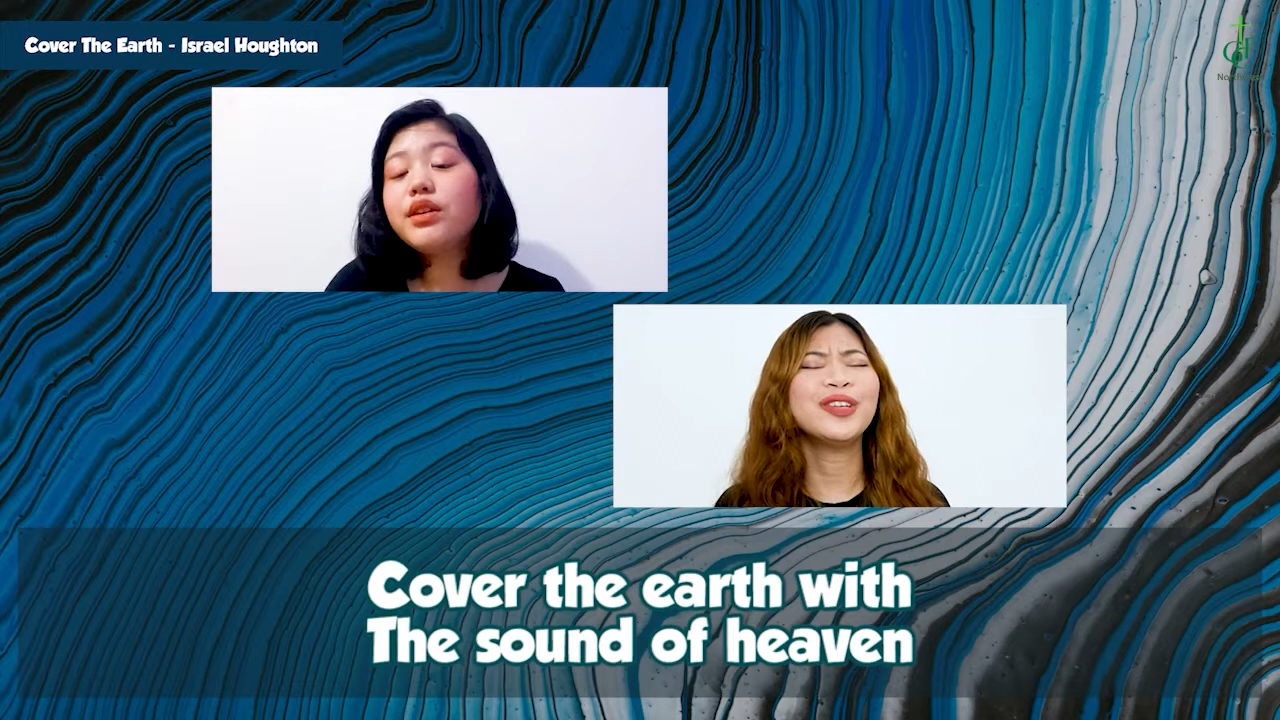 Cover The Earth - Israel Houghton
Cover the earth with
The sound of heaven